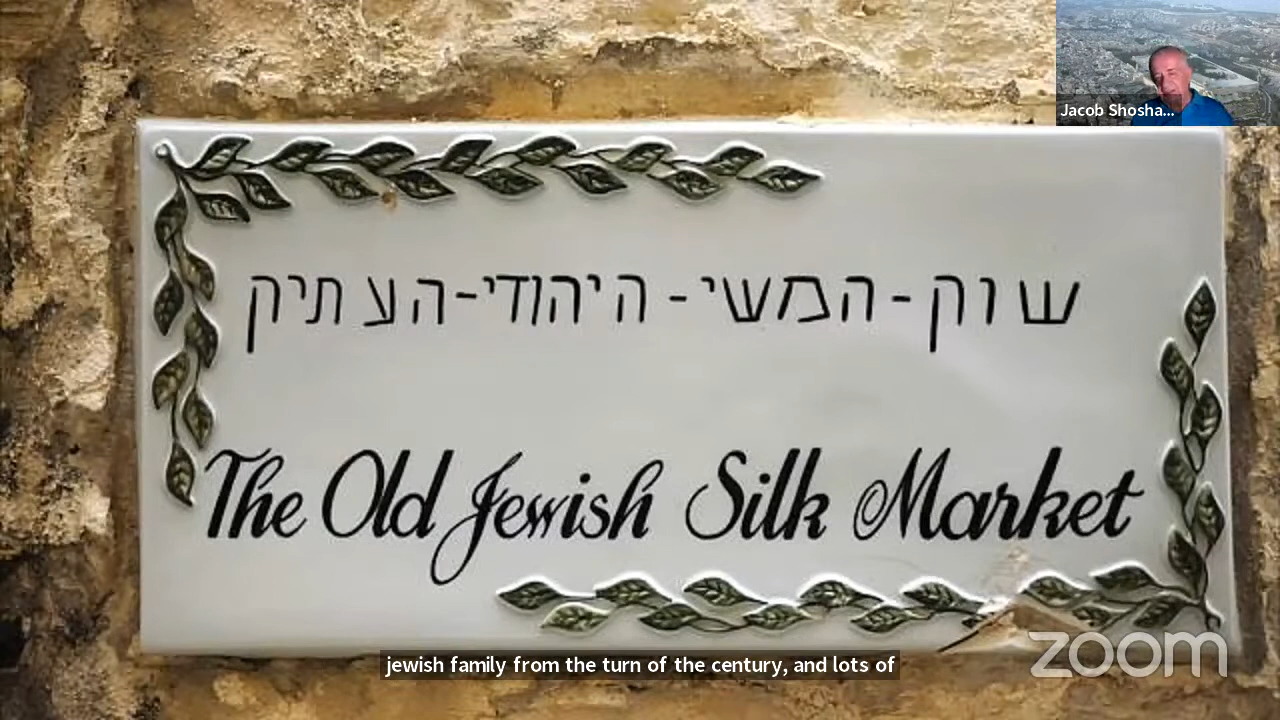 Jacob Shosha...
שוק-המשי-היהודי-העתיק
The Old Jewish Silk Market
jewish family from the turn of the century, and lots of
zoom